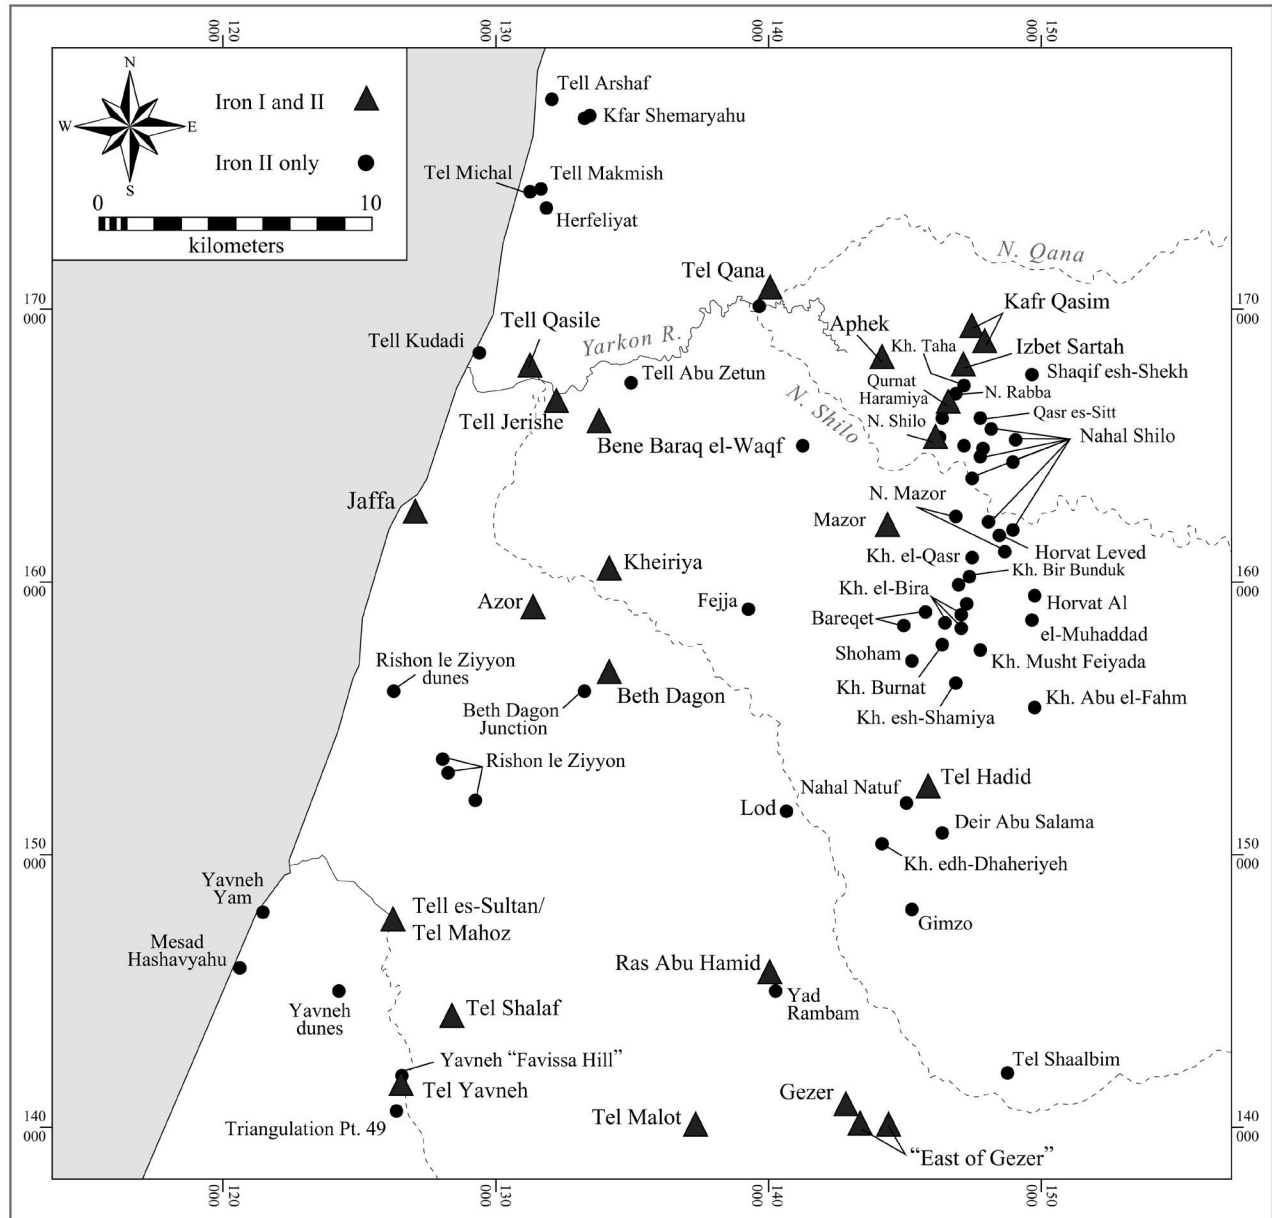 000 120
000 130
000 140
000 150
N
W
E
S
Iron I and II
Iron II only
0
10
kilometers
Tell Arshaf
Kfar Shemaryahu
Tel Michal
Tell Makmish
Herfeliyat
N. Qana
Tel Qana
170
000
170
000
Kafr Qasim
Tell Qasile
Aphek
Tell Kudadi
Yarkon R.
Kh. Taha
Izbet Sartah
Shaqif esh-Shekh
Tell Abu Zetun
Qurnat
Haramiya
N. Rabba
N. Shilo
Tell Jerishe
N. Shilo
Qasr es-Sitt
Bene Baraq el-Waqf
Nahal Shilo
Jaffa
N. Mazor
Mazor
Horvat Leved
Kheiriya
Kh. el-Qasr
Kh. Bir Bunduk
160
000
160
000
Kh. el-Bira
Azor
Fejja
Horvat Al
Bareqet
el-Muhaddad
Rishon le Ziyyon
dunes
Shoham
Kh. Musht Feiyada
Kh. Burnat
Beth Dagon
Kh. Abu el-Fahm
Beth Dagon
Junction
Kh. esh-Shamiya
Rishon le Ziyyon
Tel Hadid
Nahal Natuf
Lod
Deir Abu Salama
150
000
150
000
Kh. edh-Dhaheriyeh
Yavneh
Yam
Tell es-Sultan/
Tel Mahoz
Gimzo
Mesad
Hashavyahu
Ras Abu Hamid
Yad
Rambam
Yavneh
dunes
Tel Shalaf
Yavneh “Favissa Hill”
Tel Shaalbim
Tel Yavneh
Gezer
Tel Malot
Triangulation Pt. 49
140
000
140
000
“East of Gezer”
000 120
000 130
000 140
000 150